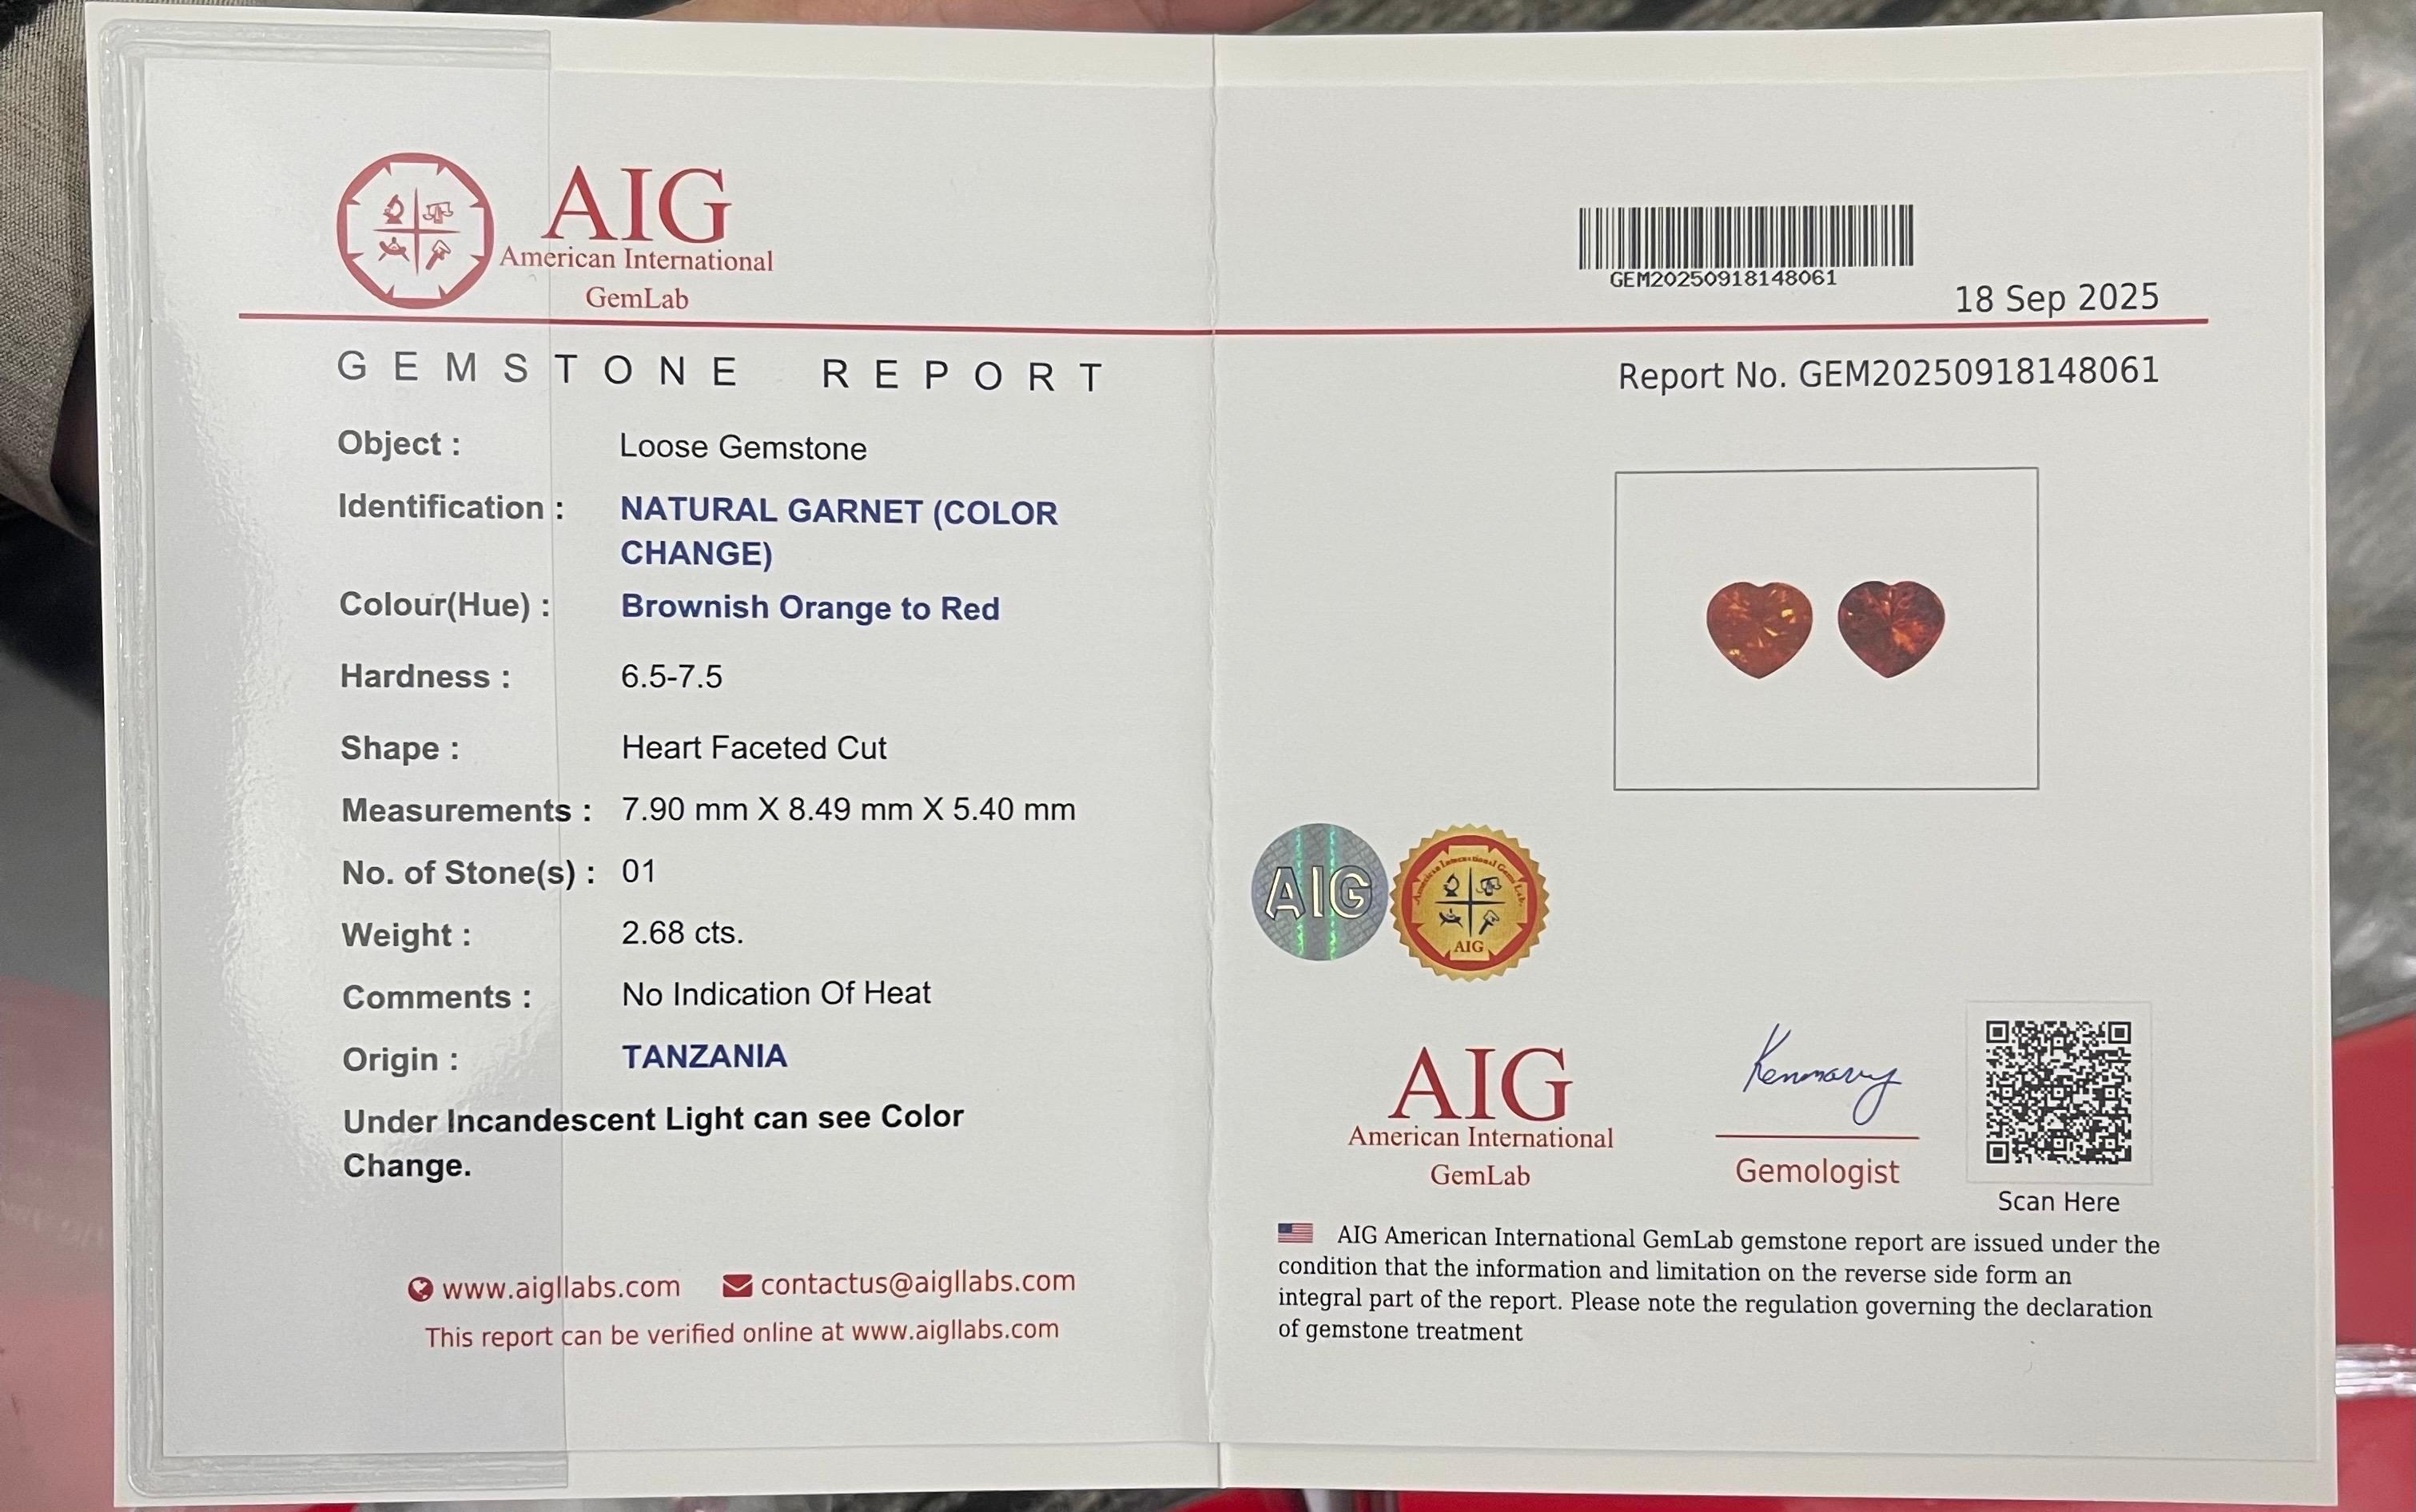 AIG
American International
GemLab
GEM20250918148061
18 Sep 2025
GEMSTONE REPORT
Report No. GEM20250918148061
Object : Loose Gemstone
Identification : NATURAL GARNET (COLOR
CHANGE)
Colour(Hue) : Brownish Orange to Red
Hardness : 6.5-7.5
Shape : Heart Faceted Cut
Measurements : 7.90 mm X 8.49 mm X 5.40 mm
No. of Stone(s) : 01
Weight : 2.68 cts.
Comments : No Indication Of Heat
Origin : TANZANIA
Under Incandescent Light can see Color
Change.
www.aigllabs.com contactus@aigllabs.com
This report can be verified online at www.aigllabs.com
AIG
American International Gems Lab.
AIG
AIG
American International
GemLab
Kenmavy
Gemologist
Scan Here
AIG American International GemLab gemstone report are issued under the
condition that the information and limitation on the reverse side form an
integral part of the report. Please note the regulation governing the declaration
of gemstone treatment